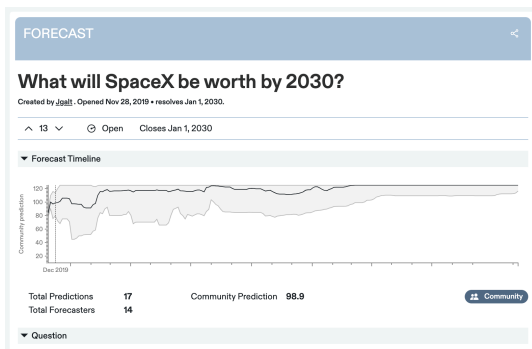 FORECAST
What will SpaceX be worth by 2030?
Created by Jgalt . Opened Nov 28, 2019 • resolves Jan 1, 2030.
13 Open Closes Jan 1, 2030
Forecast Timeline
Community prediction
120
100
80
60
40
20
Dec 2019
Total Predictions 17 Community Prediction 98.9 Community
Total Forecasters 14
Question